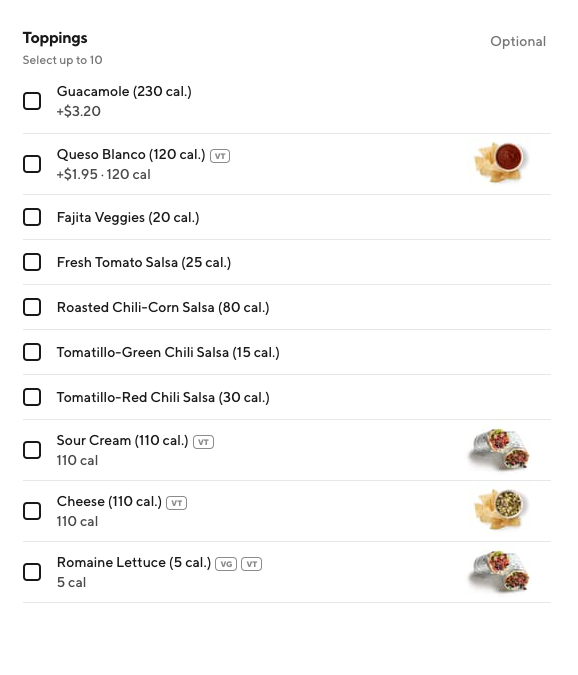 Toppings
Optional
Select up to 10
Guacamole (230 cal.)
+$3.20
Queso Blanco (120 cal.) VT
+$1.95 · 120 cal
Fajita Veggies (20 cal.)
Fresh Tomato Salsa (25 cal.)
Roasted Chili-Corn Salsa (80 cal.)
Tomatillo-Green Chili Salsa (15 cal.)
Tomatillo-Red Chili Salsa (30 cal.)
Sour Cream (110 cal.) VT
110 cal
Cheese (110 cal.) VT
110 cal
Romaine Lettuce (5 cal.) VG VT
5 cal